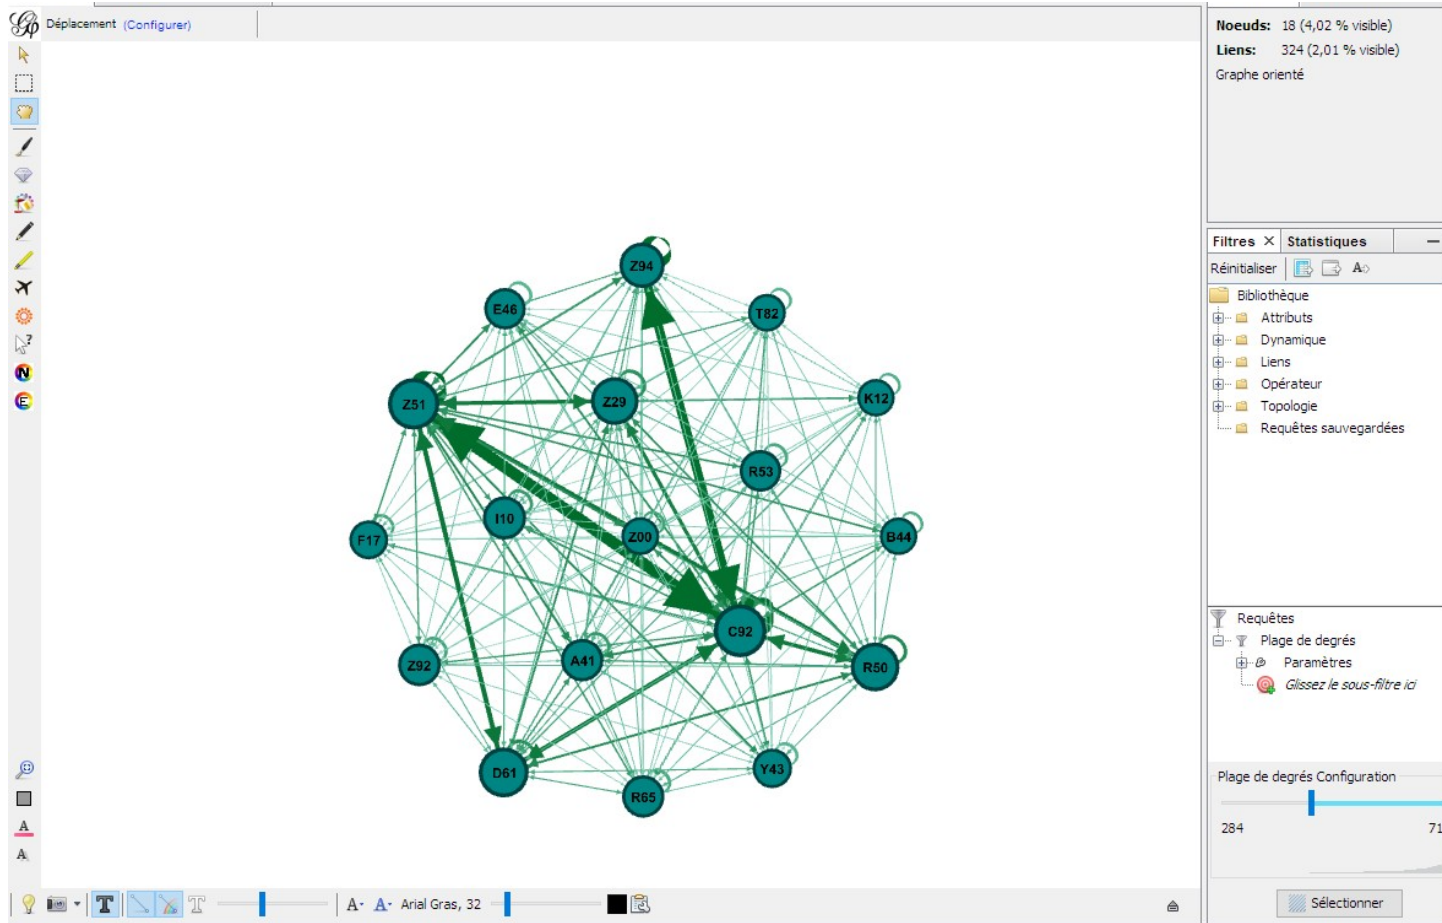 Déplacement (Configurer)
Noeuds: 18 (4,02 % visible)
Liens: 324 (2,01 % visible)
Graphe orienté
Filtres × Statistiques
Réinitialiser
Bibliothèque
Attributs
Dynamique
Liens
Opérateur
Topologie
Requêtes sauvegardées
Z94
E46
T82
Z51
Z29
K12
R53
I10
Z00
F17
B44
C92
Z92
A41
R50
D61
Y43
R65
Requêtes
Plage de degrés
Paramètres
Glissez le sous-filtre ici
Plage de degrés Configuration
284 71
Sélectionner
Arial Gras, 32